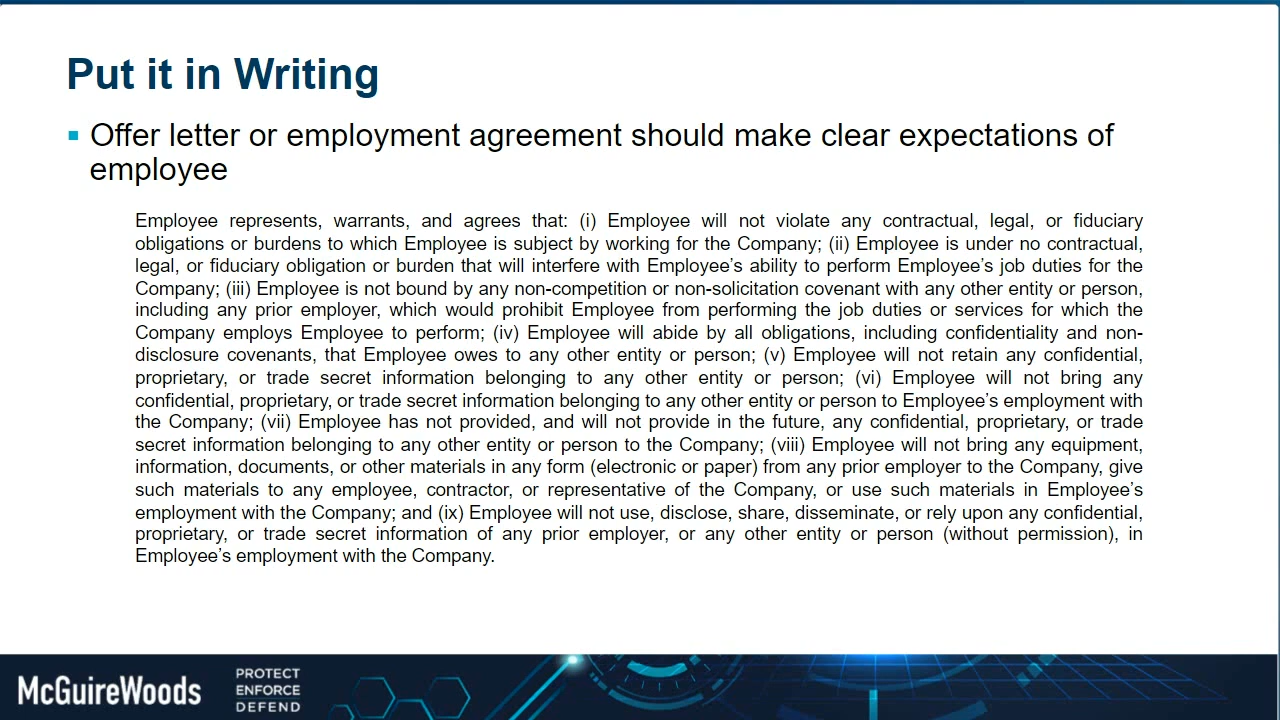 Put it in Writing
Offer letter or employment agreement should make clear expectations of
employee
Employee represents, warrants, and agrees that: (i) Employee will not violate any contractual, legal, or fiduciary
obligations or burdens to which Employee is subject by working for the Company; (ii) Employee is under no contractual,
legal, or fiduciary obligation or burden that will interfere with Employee’s ability to perform Employee’s job duties for the
Company; (iii) Employee is not bound by any non-competition or non-solicitation covenant with any other entity or person,
including any prior employer, which would prohibit Employee from performing the job duties or services for which the
Company employs Employee to perform; (iv) Employee will abide by all obligations, including confidentiality and non-
disclosure covenants, that Employee owes to any other entity or person; (v) Employee will not retain any confidential,
proprietary, or trade secret information belonging to any other entity or person; (vi) Employee will not bring any
confidential, proprietary, or trade secret information belonging to any other entity or person to Employee’s employment with
the Company; (vii) Employee has not provided, and will not provide in the future, any confidential, proprietary, or trade
secret information belonging to any other entity or person to the Company; (viii) Employee will not bring any equipment,
information, documents, or other materials in any form (electronic or paper) from any prior employer to the Company, give
such materials to any employee, contractor, or representative of the Company, or use such materials in Employee’s
employment with the Company; and (ix) Employee will not use, disclose, share, disseminate, or rely upon any confidential,
proprietary, or trade secret information of any prior employer, or any other entity or person (without permission), in
Employee’s employment with the Company.
McGuireWoods
PROTECT
ENFORCE
DEFEND